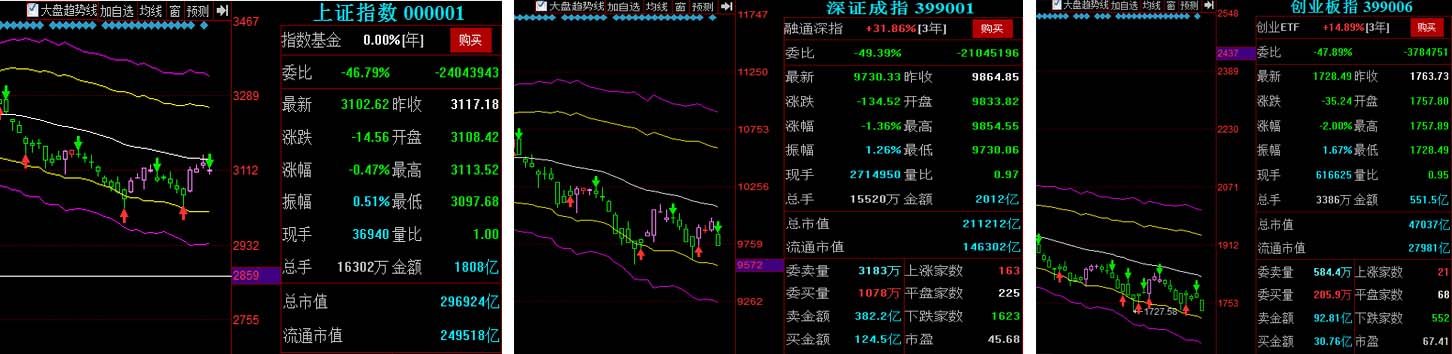 大盘趋势线 加自选 均线 窗 预测
3467
3289
3112
2932
2859
2755
上证指数 000001
指数基金 0.00%[年] 购买
委比 -46.79% -24043943
最新 3102.62 昨收 3117.18
涨跌 -14.56 开盘 3108.42
涨幅 -0.47% 最高 3113.52
振幅 0.51% 最低 3097.68
现手 36940 量比 1.00
总手 16302万 金额 1808亿
总市值 296924亿
流通市值 249518亿
大盘趋势线 加自选 均线 窗 预测
11747
11250
10753
10256
9759
9572
9262
深证成指 399001
融通深指 +31.86%[3年] 购买
委比 -49.39% -21045196
最新 9730.33 昨收 9864.85
涨跌 -134.52 开盘 9833.82
涨幅 -1.36% 最高 9854.55
振幅 1.26% 最低 9730.06
现手 2714950 量比 0.97
总手 15520万 金额 2012亿
总市值 211212亿
流通市值 146302亿
委卖量 3183万 上涨家数 163
委买量 1078万 平盘家数 225
卖金额 382.2亿 下跌家数 1623
买金额 124.5亿 市盈 45.68
大盘趋势线 加自选 均线 窗 预测
2548
2437
2389
2230
2071
1912
1753
1727.58
创业板指 399006
创业ETF +14.89%[3年] 购买
委比 -47.89% -3784751
最新 1728.49 昨收 1763.73
涨跌 -35.24 开盘 1757.80
涨幅 -2.00% 最高 1757.89
振幅 1.67% 最低 1728.49
现手 616625 量比 0.95
总手 3386万 金额 551.5亿
总市值 47037亿
流通市值 27981亿
委卖量 584.4万 上涨家数 21
委买量 205.9万 平盘家数 68
卖金额 92.81亿 下跌家数 552
买金额 30.76亿 市盈 67.41